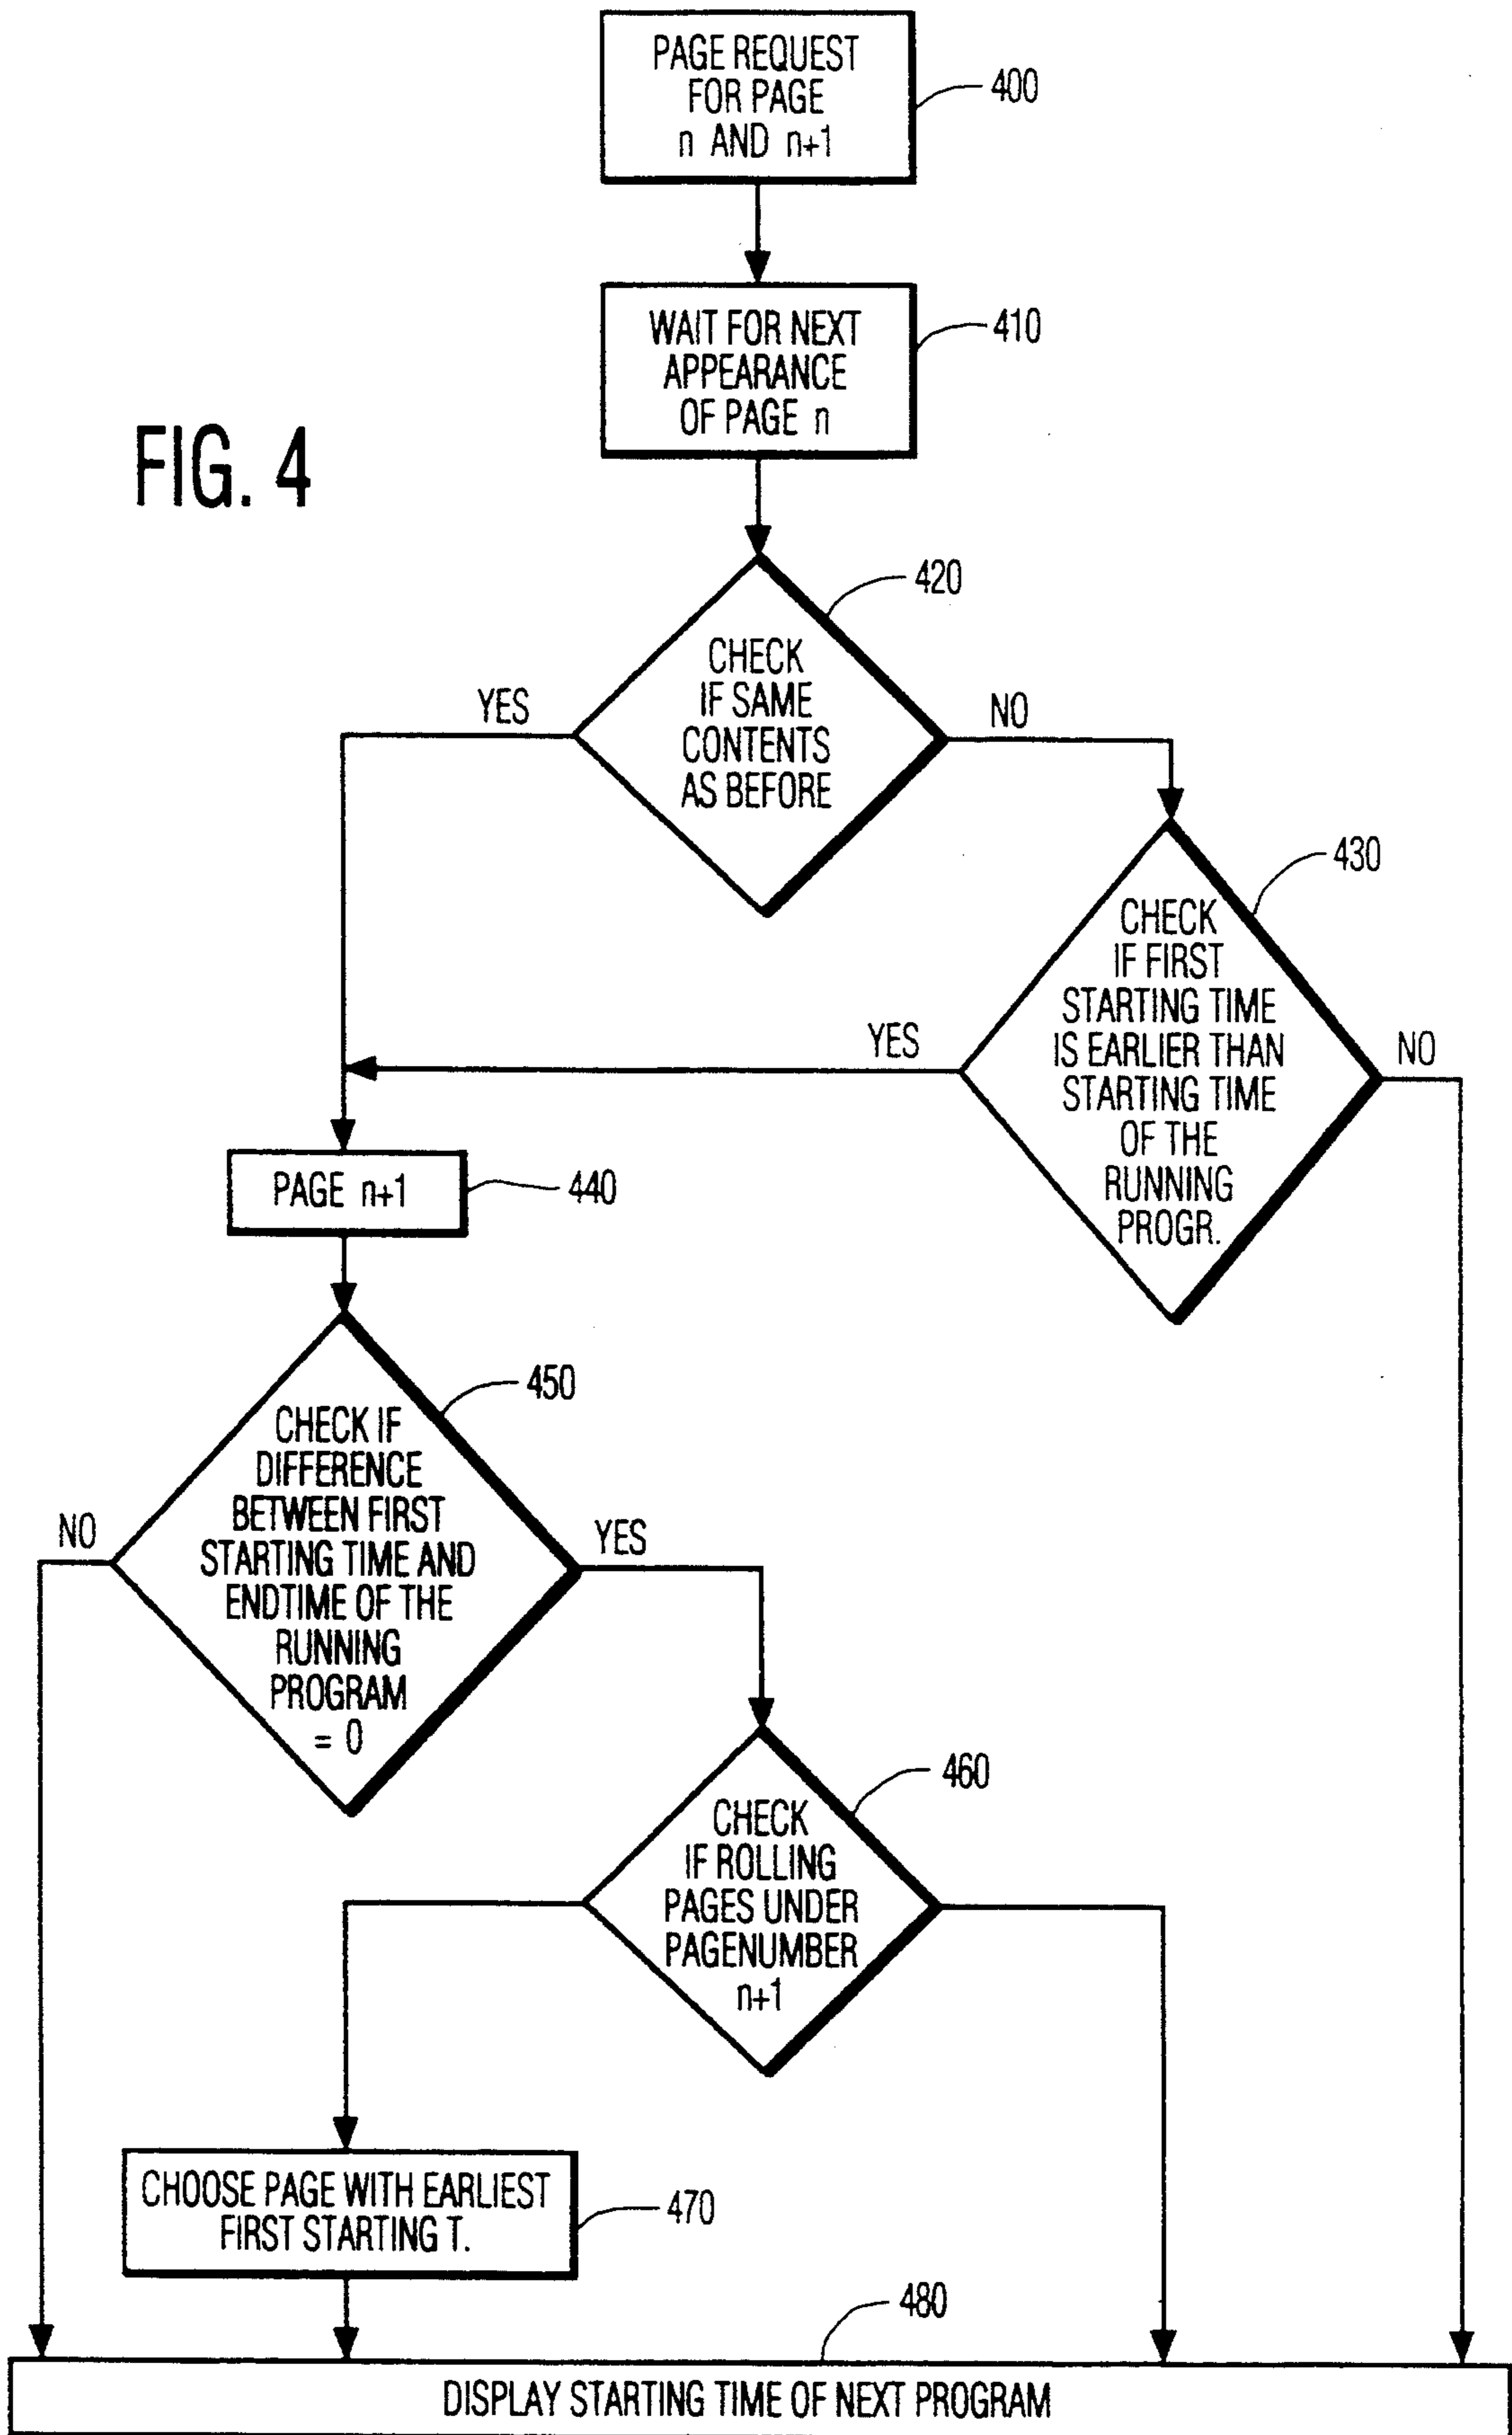 PAGE REQUEST
FOR PAGE
n AND n+1
400
WAIT FOR NEXT
APPEARANCE
OF PAGE n
410
FIG. 4
420
CHECK
IF SAME
CONTENTS
AS BEFORE
YES
NO
430
CHECK
IF FIRST
STARTING TIME
IS EARLIER THAN
STARTING TIME
OF THE
RUNNING
PROGR.
YES
NO
PAGE n+1
440
450
CHECK IF
DIFFERENCE
BETWEEN FIRST
STARTING TIME AND
ENDTIME OF THE
RUNNING
PROGRAM
= 0
NO
YES
460
CHECK
IF ROLLING
PAGES UNDER
PAGENUMBER
n+1
CHOOSE PAGE WITH EARLIEST
FIRST STARTING T.
470
480
DISPLAY STARTING TIME OF NEXT PROGRAM